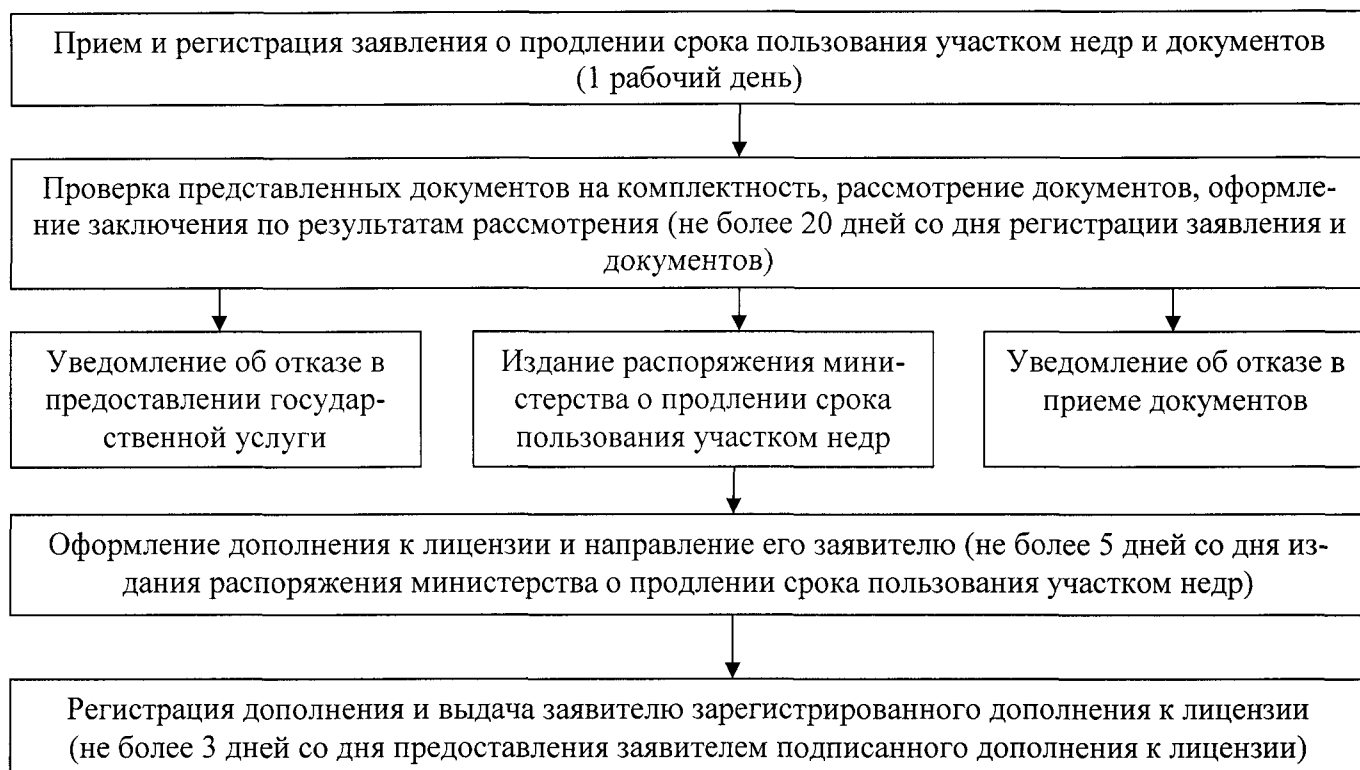 Прием и регистрация заявления о продлении срока пользования участком недр и документов
(1 рабочий день)
Проверка представленных документов на комплектность, рассмотрение документов, оформле-
ние заключения по результатам рассмотрения (не более 20 дней со дня регистрации заявления и
документов)
Уведомление об отказе в
предоставлении государ-
ственной услуги
Издание распоряжения мини-
стерства о продлении срока
пользования участком недр
Уведомление об отказе в
приеме документов
Оформление дополнения к лицензии и направление его заявителю (не более 5 дней со дня из-
дания распоряжения министерства о продлении срока пользования участком недр)
Регистрация дополнения и выдача заявителю зарегистрированного дополнения к лицензии
(не более 3 дней со дня предоставления заявителем подписанного дополнения к лицензии)